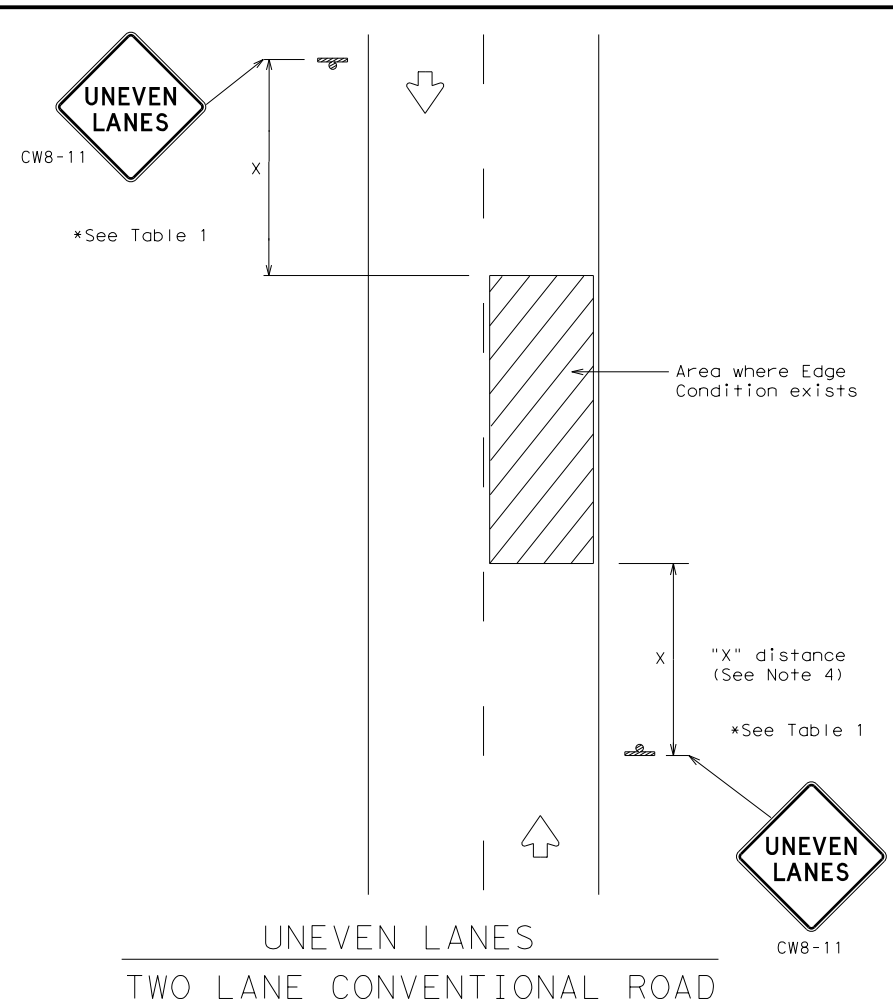 UNEVEN
LANES
CW8-11
X
*See Table 1
Area where Edge
Condition exists
X
"X" distance
(See Note 4)
*See Table 1
UNEVEN
LANES
CW8-11
UNEVEN LANES
TWO LANE CONVENTIONAL ROAD